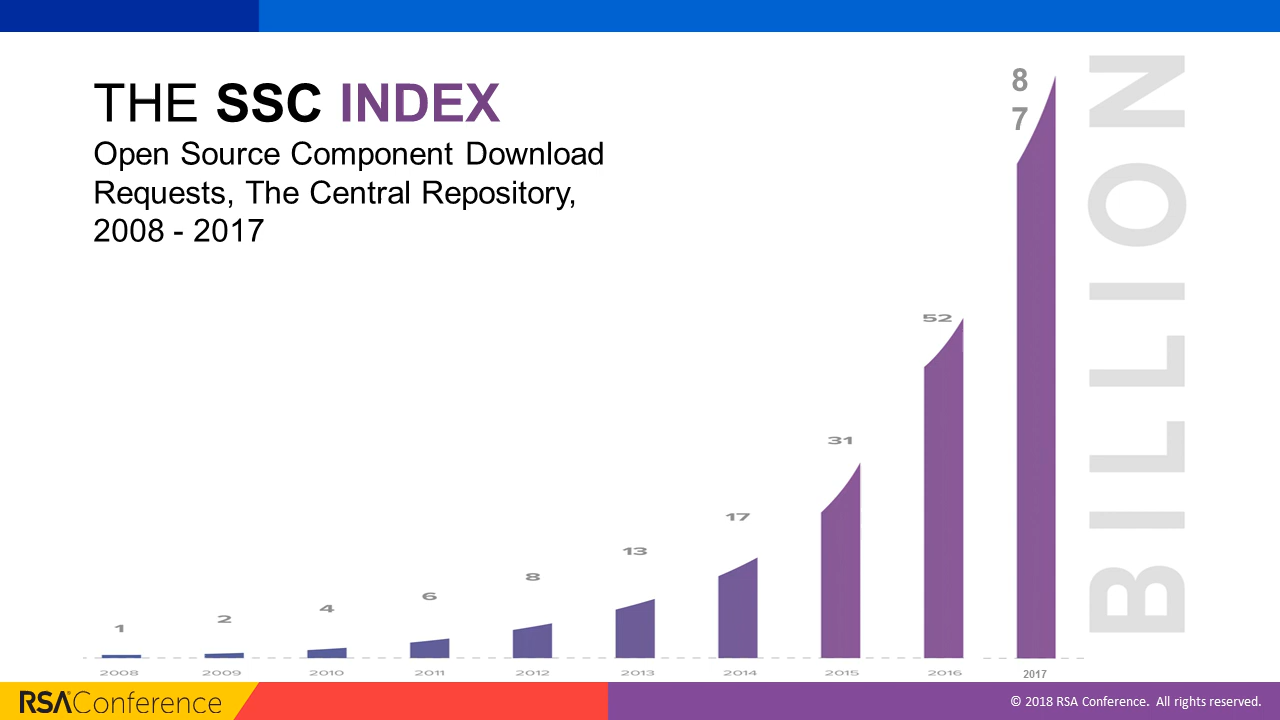 THE SSC INDEX
Open Source Component Download
Requests, The Central Repository,
2008 - 2017
8
7
52
31
17
13
8
6
4
2
1
BILLION
2008 2009 2010 2011 2012 2013 2014 2015 2016 2017
RSAConference
© 2018 RSA Conference. All rights reserved.